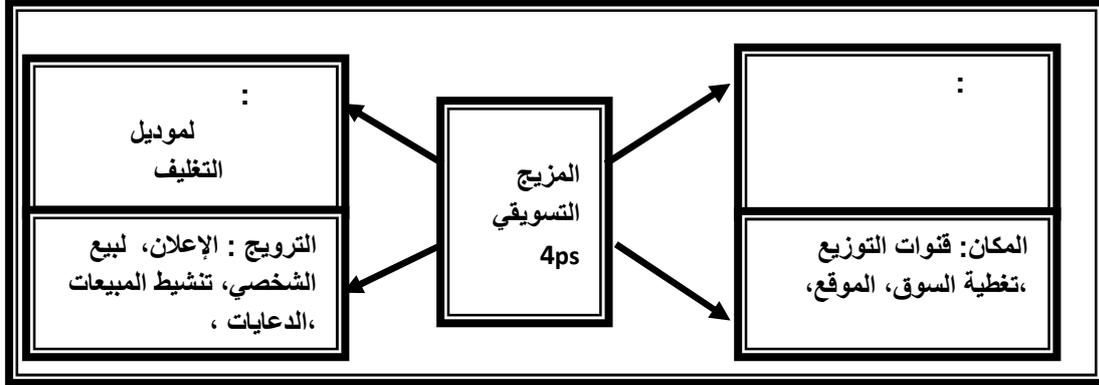 :
:
لموديل
التغليف
المزيج
التسويقي
4ps
المكان: قنوات التوزيع
،تغطية السوق، الموقع،
الترويج : الإعلان، لبيع
الشخصي، تنشيط المبيعات
،الدعايات ،